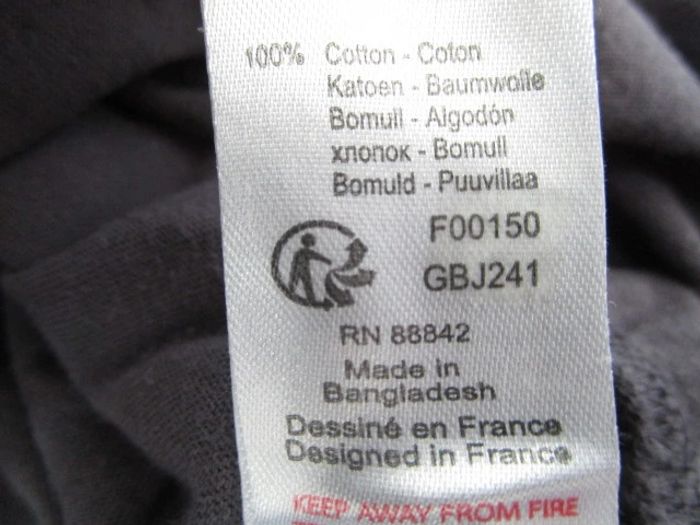 100% Cotton - Coton
Katoen - Baumwolle
Bomull - Algodón
хлопок - Bomull
Bomuld - Puuvillaa
F00150
GBJ241
RN 88842
Made in
Bangladesh
Dessiné en France
Designed in France
KEEP AWAY FROM FIRE